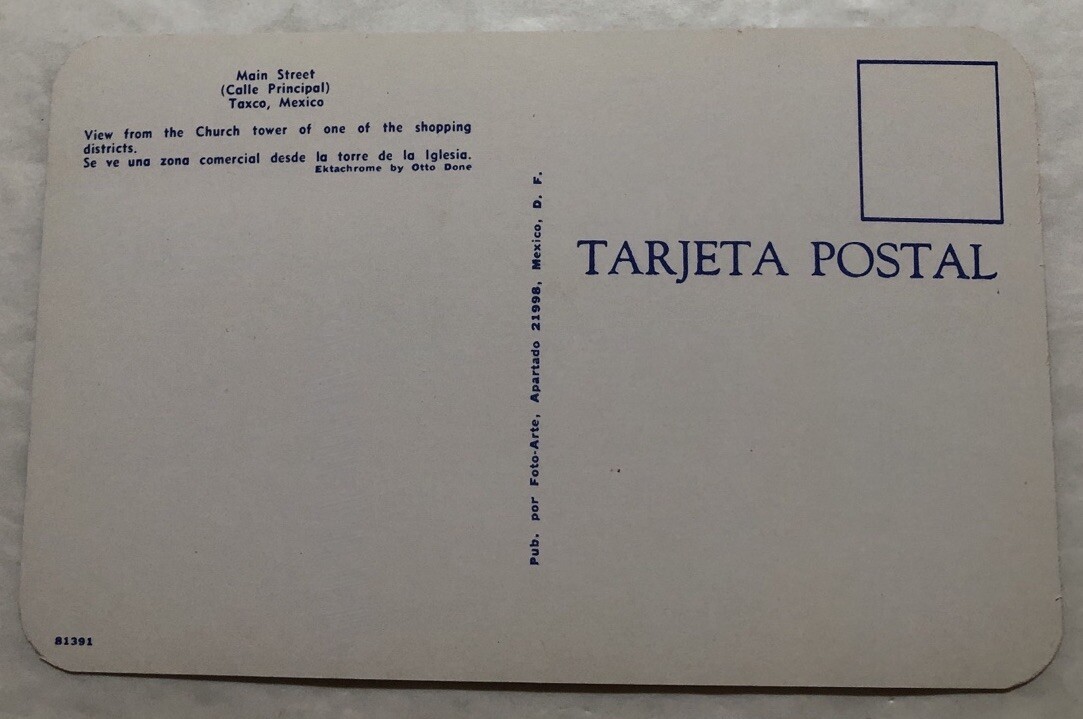 Main Street
(Calle Principal)
Taxco, Mexico
View from the Church tower of one of the shopping
districts.
Se ve una zona comercial desde la torre de la Iglesia.
Ektachrome by Otto Done
Pub. por Foto-Arte, Apartado 21998, Mexico, D. F.
TARJETA POSTAL
81391